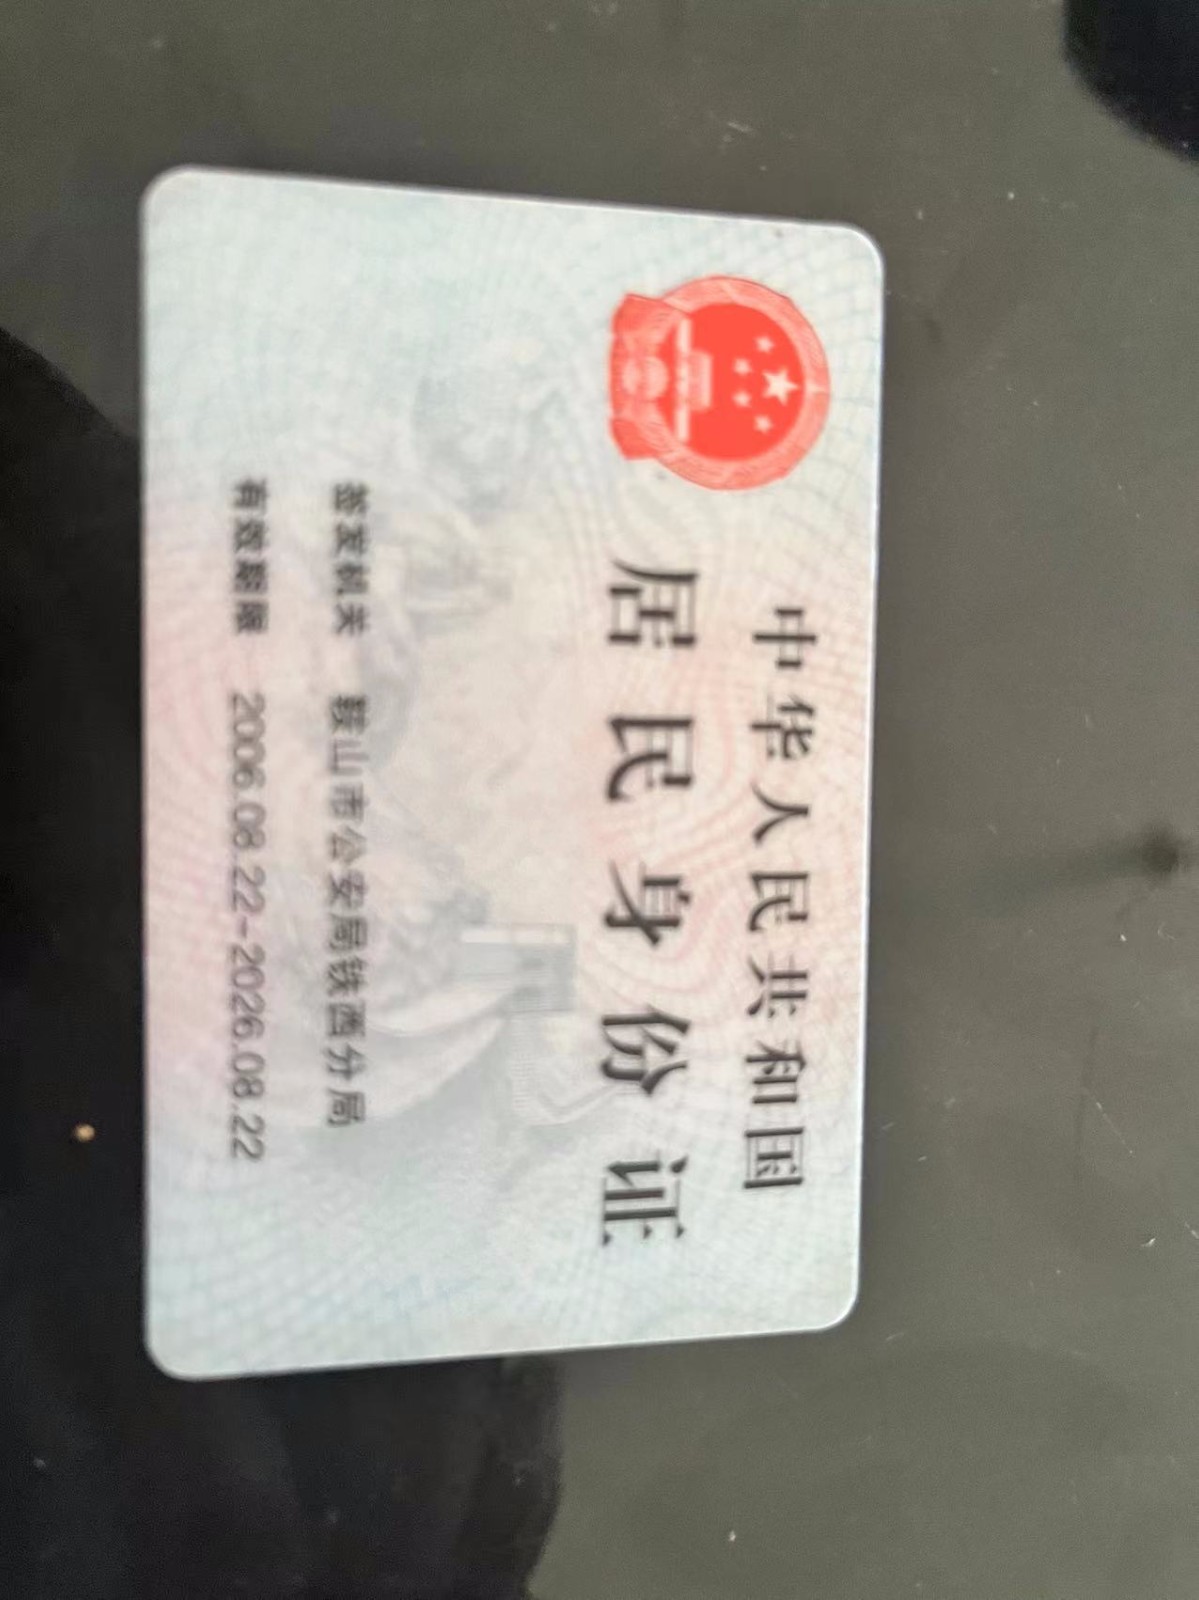 中华人民共和国
居民身份证
签发机关 鞍山市公安局铁西分局
有效期限 2006.08.22-2026.08.22